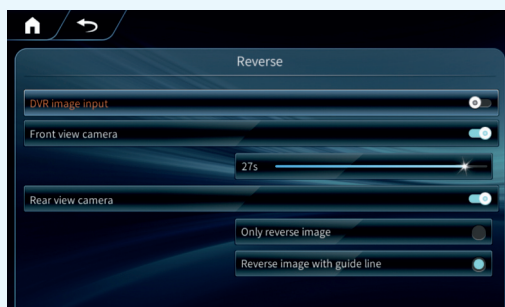 Reverse
DVR image input
Front view camera
27s
Rear view camera
Only reverse image
Reverse image with guide line